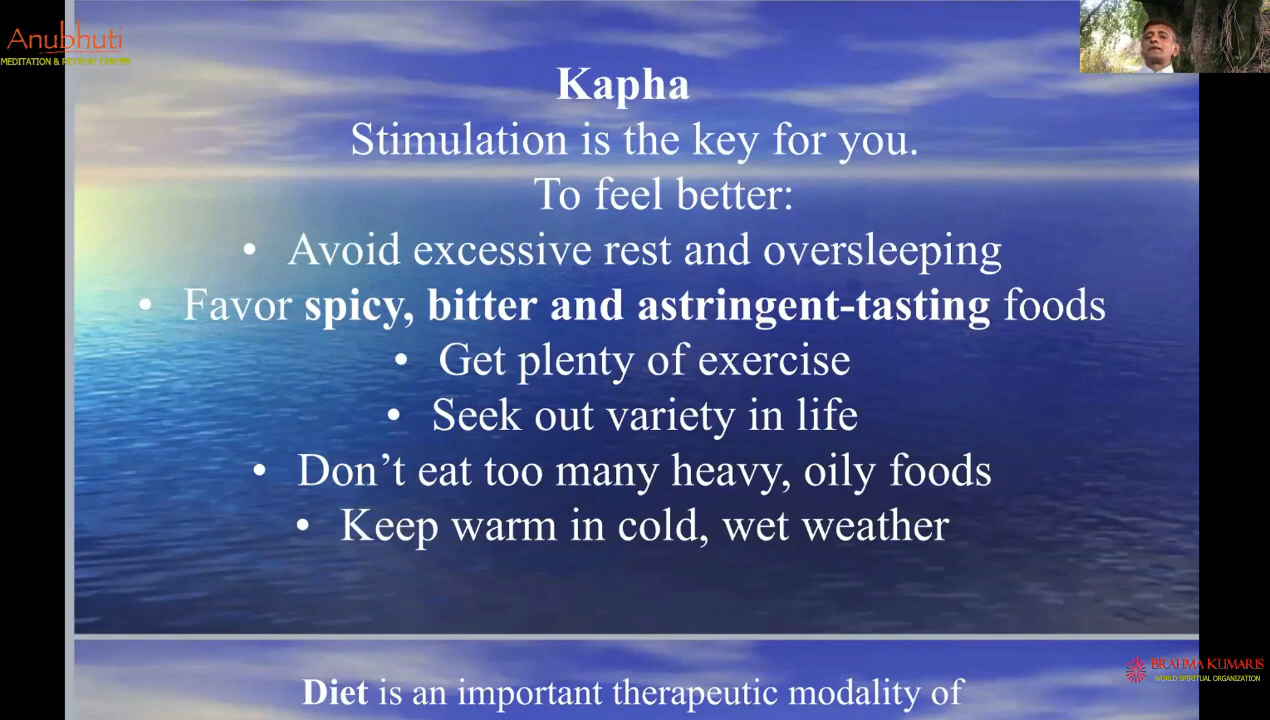 Anubhuti
MEDITATION & RETREAT CENTER
Kapha
Stimulation is the key for you.
To feel better:
• Avoid excessive rest and oversleeping
• Favor spicy, bitter and astringent-tasting foods
• Get plenty of exercise
• Seek out variety in life
• Don’t eat too many heavy, oily foods
• Keep warm in cold, wet weather
Diet is an important therapeutic modality of
BRAHMA KUMARIS
WORLD SPIRITUAL ORGANIZATION